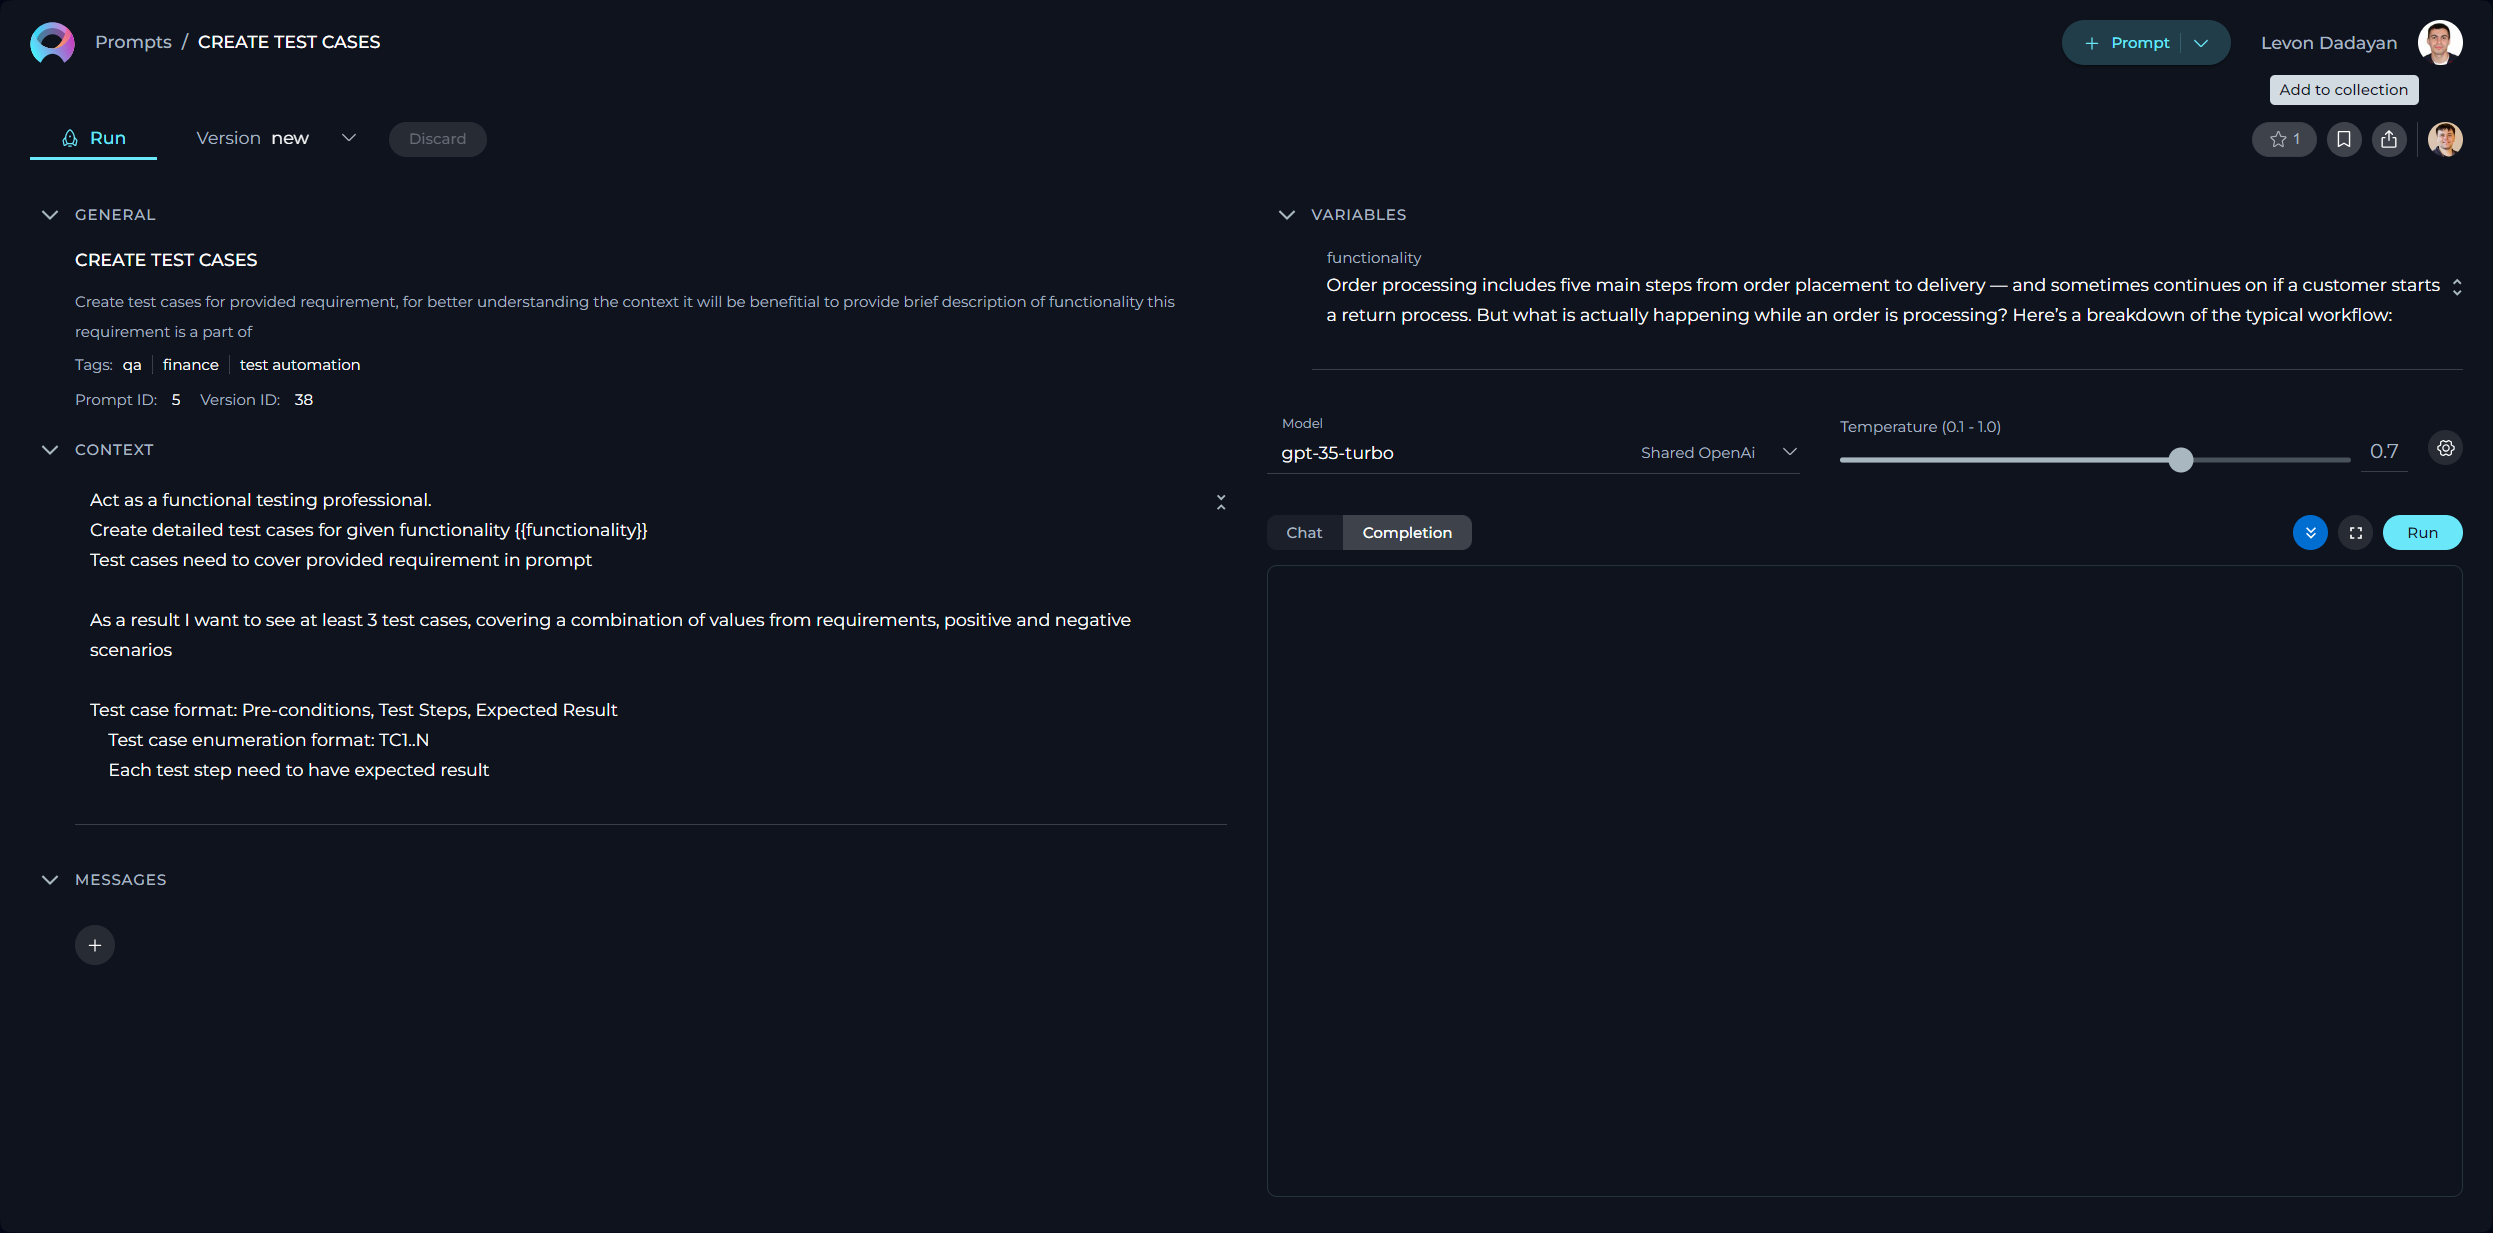 Prompts / CREATE TEST CASES
+ Prompt
Levon Dadayan
Add to collection
Run
Version new
Discard
1
GENERAL
CREATE TEST CASES
Create test cases for provided requirement, for better understanding the context it will be benefitial to provide brief description of functionality this
requirement is a part of
Tags: qa finance test automation
Prompt ID: 5 Version ID: 38
CONTEXT
Act as a functional testing professional.
Create detailed test cases for given functionality {{functionality}}
Test cases need to cover provided requirement in prompt
As a result I want to see at least 3 test cases, covering a combination of values from requirements, positive and negative
scenarios
Test case format: Pre-conditions, Test Steps, Expected Result
Test case enumeration format: TC1..N
Each test step need to have expected result
MESSAGES
+
VARIABLES
functionality
Order processing includes five main steps from order placement to delivery — and sometimes continues on if a customer starts
a return process. But what is actually happening while an order is processing? Here’s a breakdown of the typical workflow:
Model
gpt-35-turbo Shared OpenAi
Temperature (0.1 - 1.0)
0.7
Chat Completion
Run